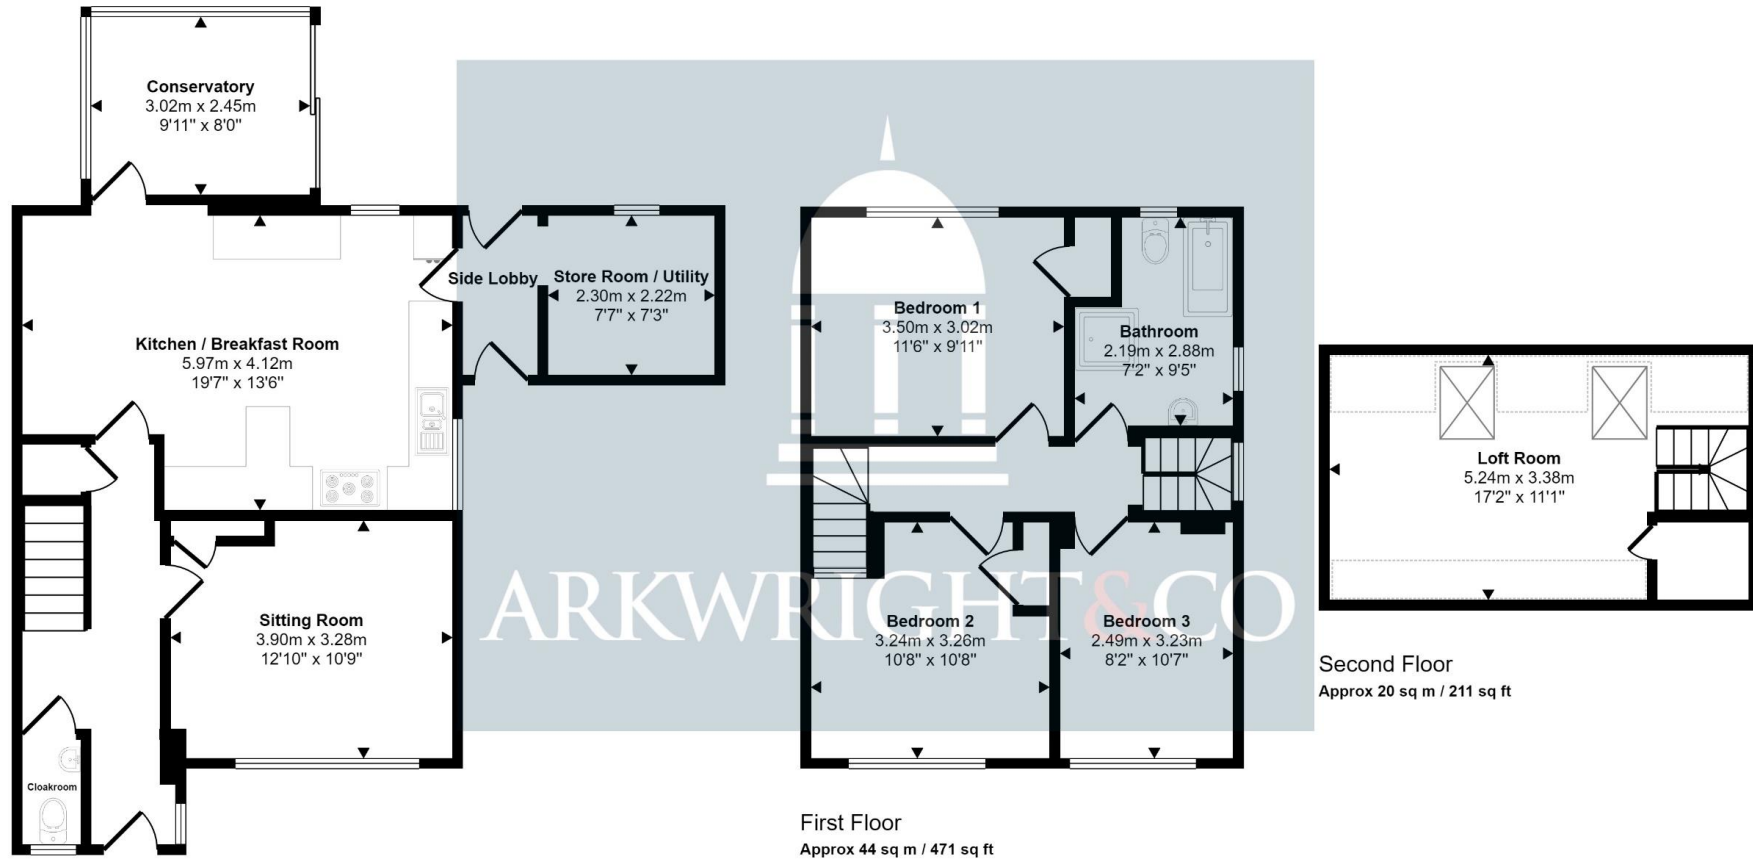 Conservatory
3.02m x 2.45m
9'11" x 8'0"
Kitchen / Breakfast Room
5.97m x 4.12m
19'7" x 13'6"
Side Lobby
Store Room / Utility
2.30m x 2.22m
7'7" x 7'3"
Sitting Room
3.90m x 3.28m
12'10" x 10'9"
Cloakroom
Bedroom 1
3.50m x 3.02m
11'6" x 9'11"
Bathroom
2.19m x 2.88m
7'2" x 9'5"
ARKWRIGHT&CO
Bedroom 2
3.24m x 3.26m
10'8" x 10'8"
Bedroom 3
2.49m x 3.23m
8'2" x 10'7"
First Floor
Approx 44 sq m / 471 sq ft
Loft Room
5.24m x 3.38m
17'2" x 11'1"
Second Floor
Approx 20 sq m / 211 sq ft